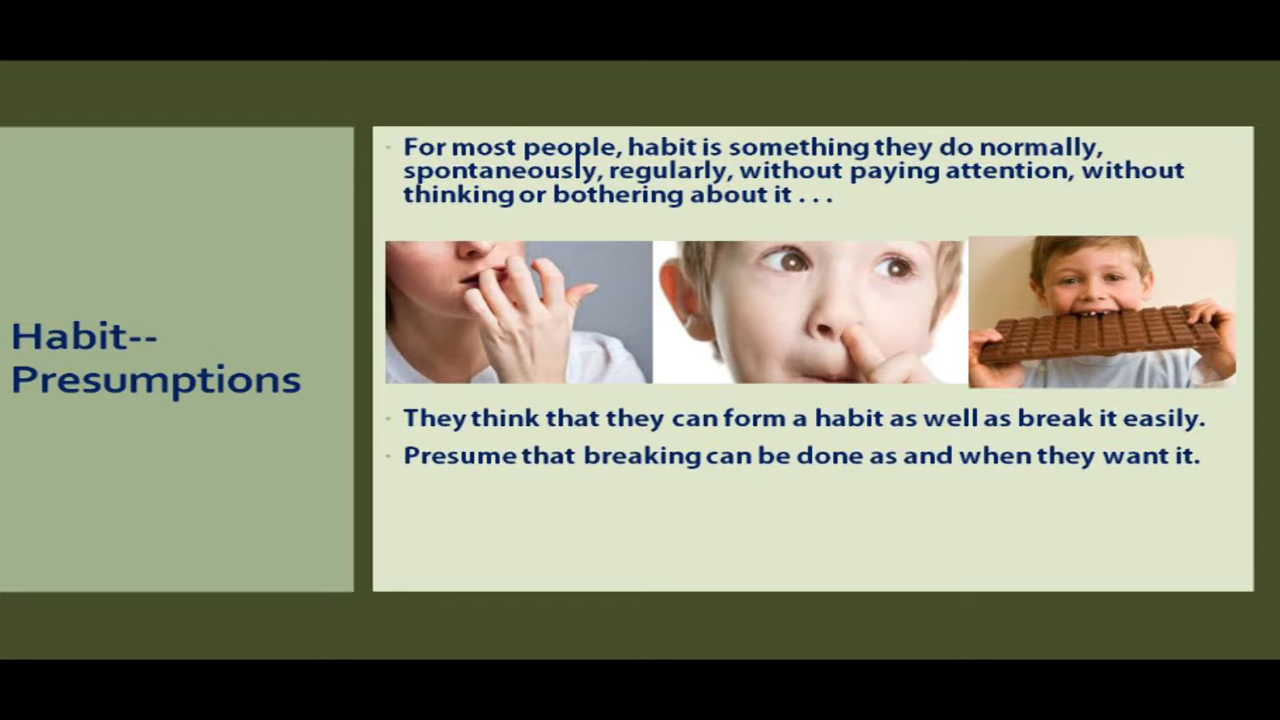 Habit--
Presumptions
For most people, habit is something they do normally,
spontaneously, regularly, without paying attention, without
thinking or bothering about it . . .
They think that they can form a habit as well as break it easily.
Presume that breaking can be done as and when they want it.